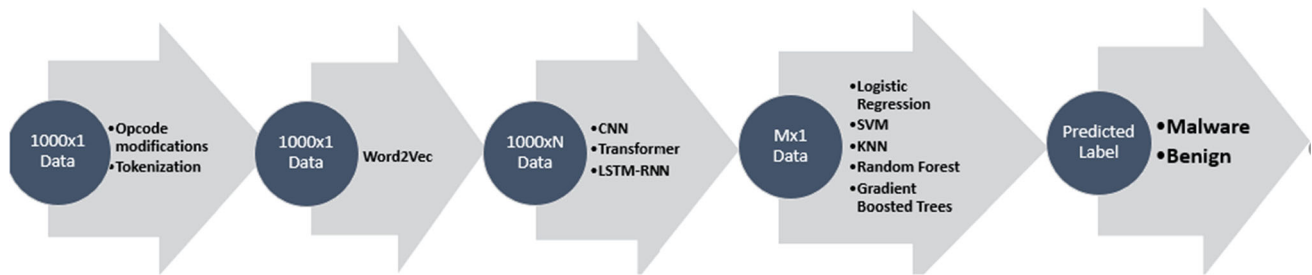 1000x1
Data
•Opcode
modifications
•Tokenization
1000x1
Data
Word2Vec
1000xN
Data
•CNN
•Transformer
•LSTM-RNN
Mx1
Data
•Logistic
Regression
•SVM
•KNN
•Random Forest
•Gradient
Boosted Trees
Predicted
Label
•Malware
•Benign